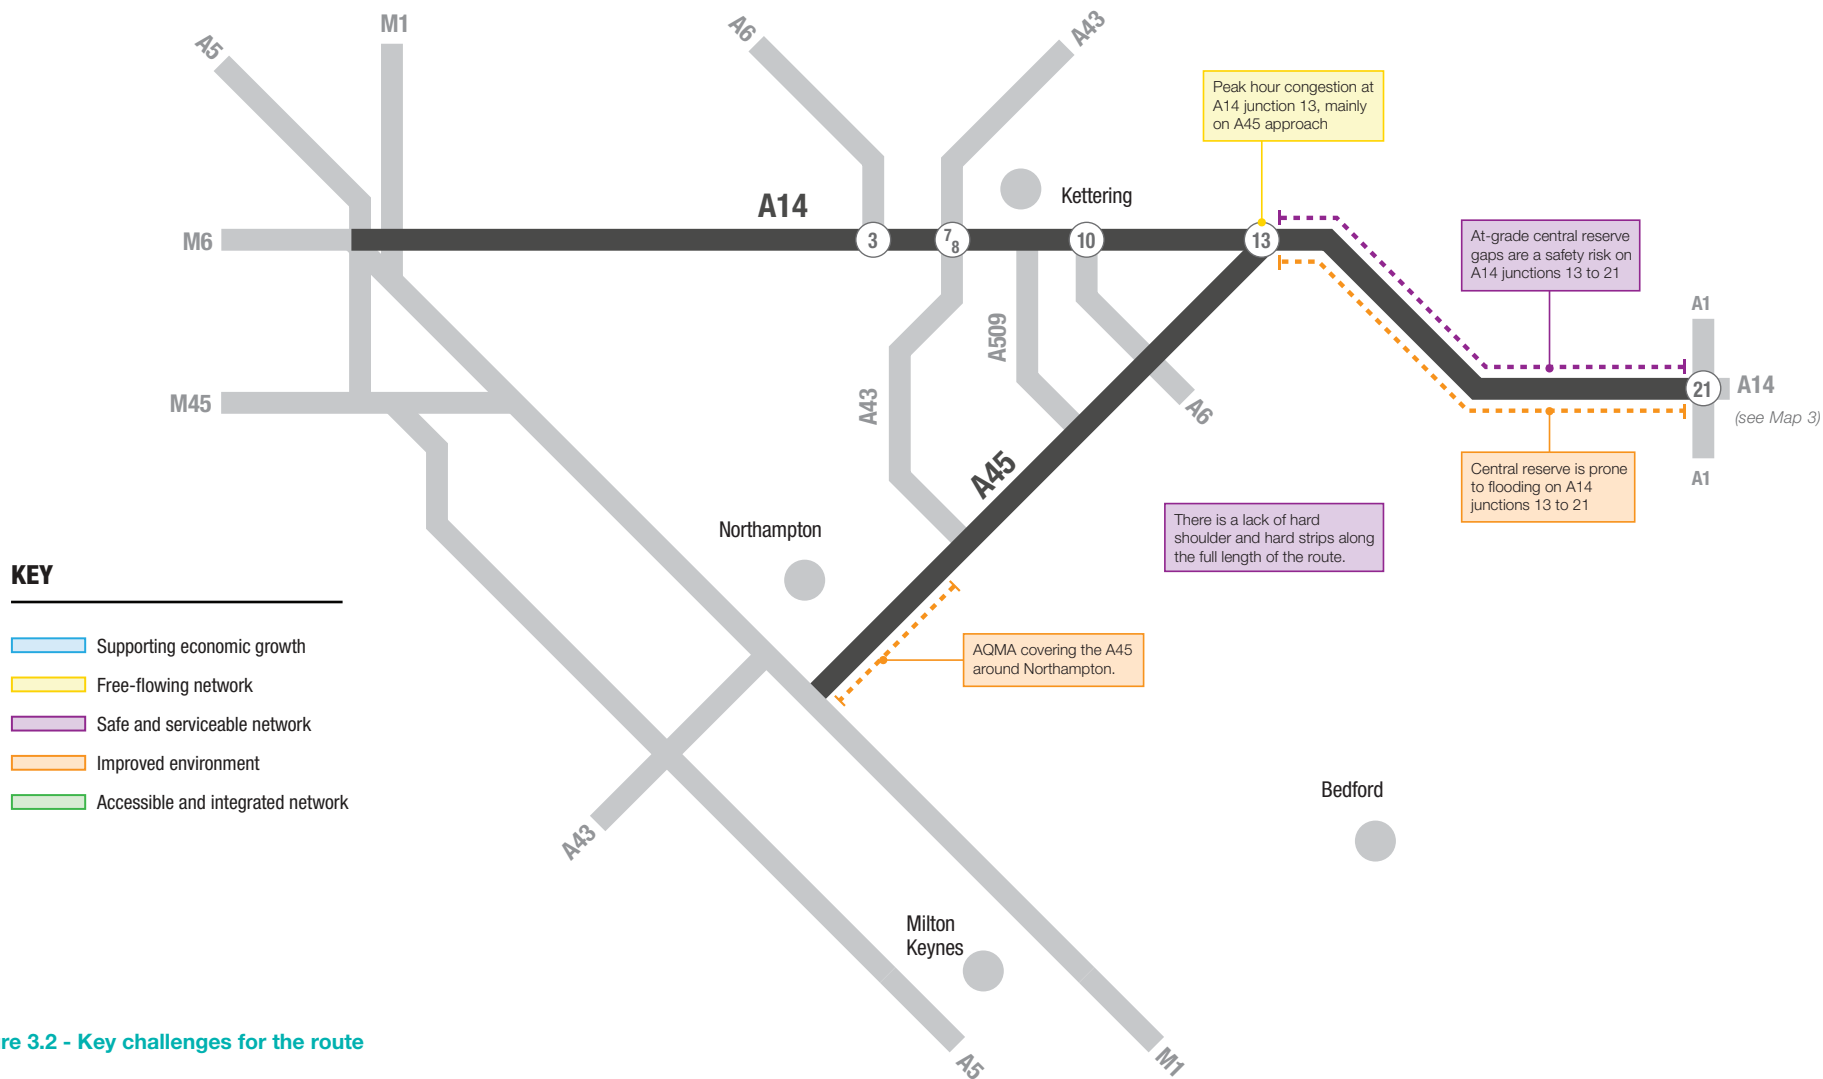 A5
M1
A6
A43
Peak hour congestion at
A14 junction 13, mainly
on A45 approach
Kettering
A14
M6
3
7
8
10
13
At-grade central reserve
gaps are a safety risk on
A14 junctions 13 to 21
A1
A509
21
A14
(see Map 3)
M45
A43
A6
A45
Central reserve is prone
to flooding on A14
junctions 13 to 21
A1
Northampton
There is a lack of hard
shoulder and hard strips along
the full length of the route.
KEY
Supporting economic growth
Free-flowing network
Safe and serviceable network
Improved environment
Accessible and integrated network
AQMA covering the A45
around Northampton.
Bedford
A43
Milton
Keynes
A5
M1
re 3.2 - Key challenges for the route